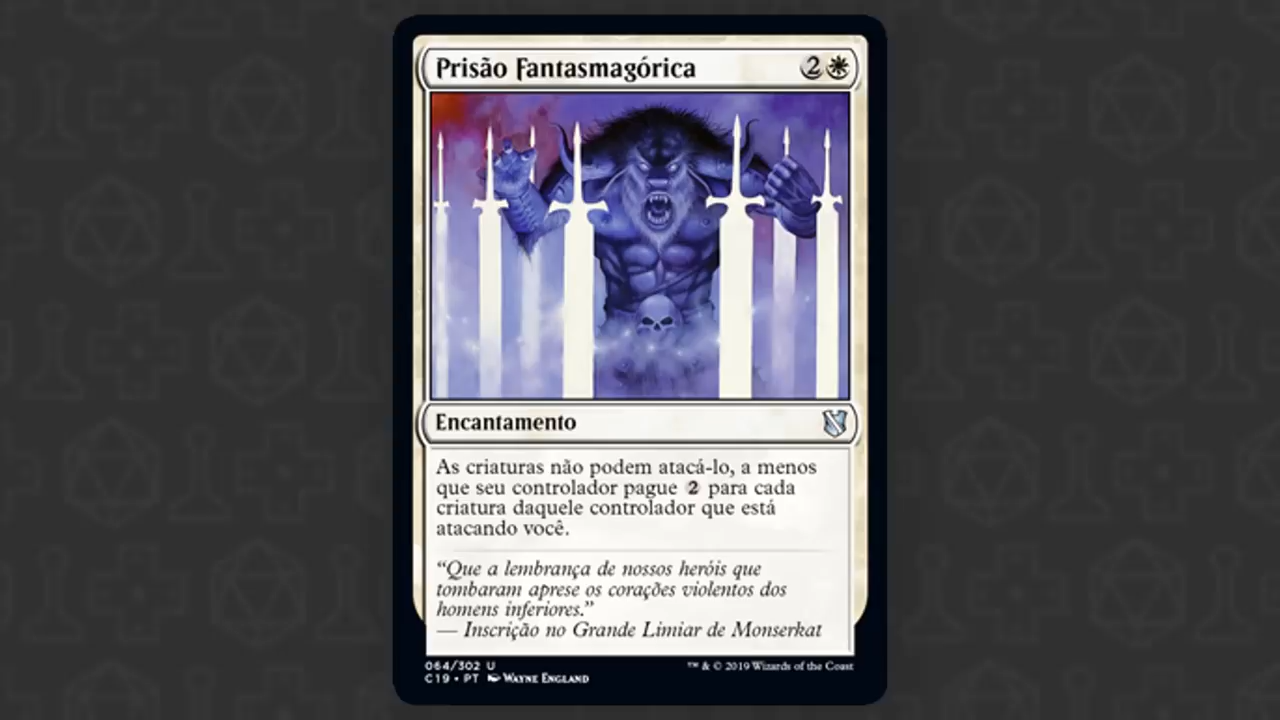 Prisão Fantasmagórica 2
Encantamento
As criaturas não podem atacá-lo, a menos
que seu controlador pague 2 para cada
criatura daquele controlador que está
atacando você.
“Que a lembrança de nossos heróis que
tombaram aprese os corações violentos dos
homens inferiores.”
— Inscrição no Grande Limiar de Monserkat
064/302 U
™ & © 2019 Wizards of the Coast
C19 • PT Wayne England